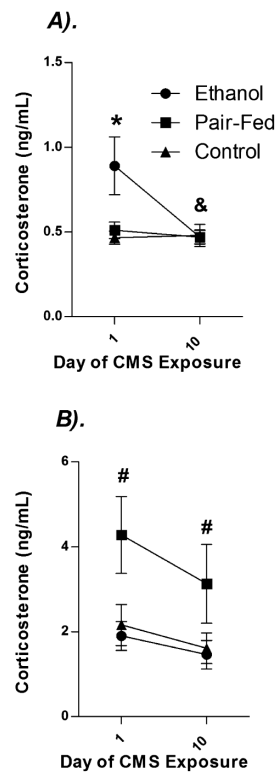 A).
Ethanol
Pair-Fed
Control
Corticosterone (ng/mL)
1.5
1.0
0.5
0.0
*
&
1
10
Day of CMS Exposure
B).
Corticosterone (ng/mL)
6
4
2
0
#
#
1
10
Day of CMS Exposure